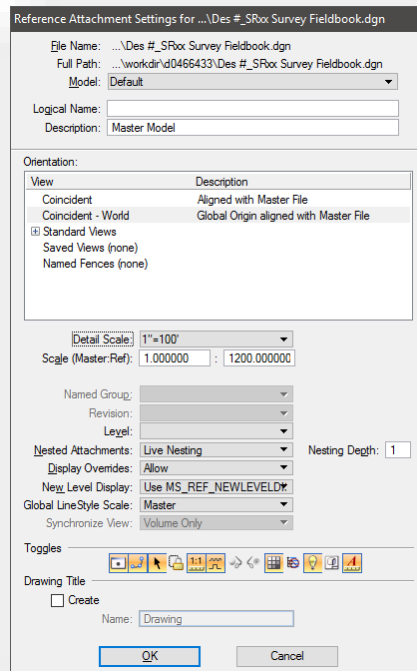 Reference Attachment Settings for ...\Des #_SRxx Survey Fieldbook.dgn
File Name: ...\Des #_SRxx Survey Fieldbook.dgn
Full Path: ...\workdir\d0466433\Des #_SRxx Survey Fieldbook.dgn
Model: Default
Logical Name:
Description: Master Model
Orientation:
View Description
Coincident Aligned with Master File
Coincident - World Global Origin aligned with Master File
Standard Views
Saved Views (none)
Named Fences (none)
Detail Scale: 1"=100'
Scale (Master:Ref): 1.000000 : 1200.000000
Named Group:
Revision:
Level:
Nested Attachments: Live Nesting Nesting Depth: 1
Display Overrides: Allow
New Level Display: Use MS_REF_NEWLEVELDI
Global LineStyle Scale: Master
Synchronize View: Volume Only
Toggles
1:1 A
Drawing Title
Create
Name: Drawing
OK Cancel